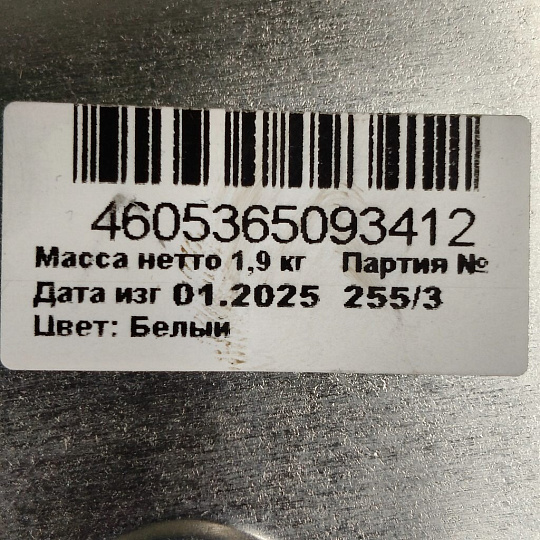 4605365093412
Масса нетто 1,9 кг Партия №
Дата изг 01.2025 255/3
Цвет: Белый